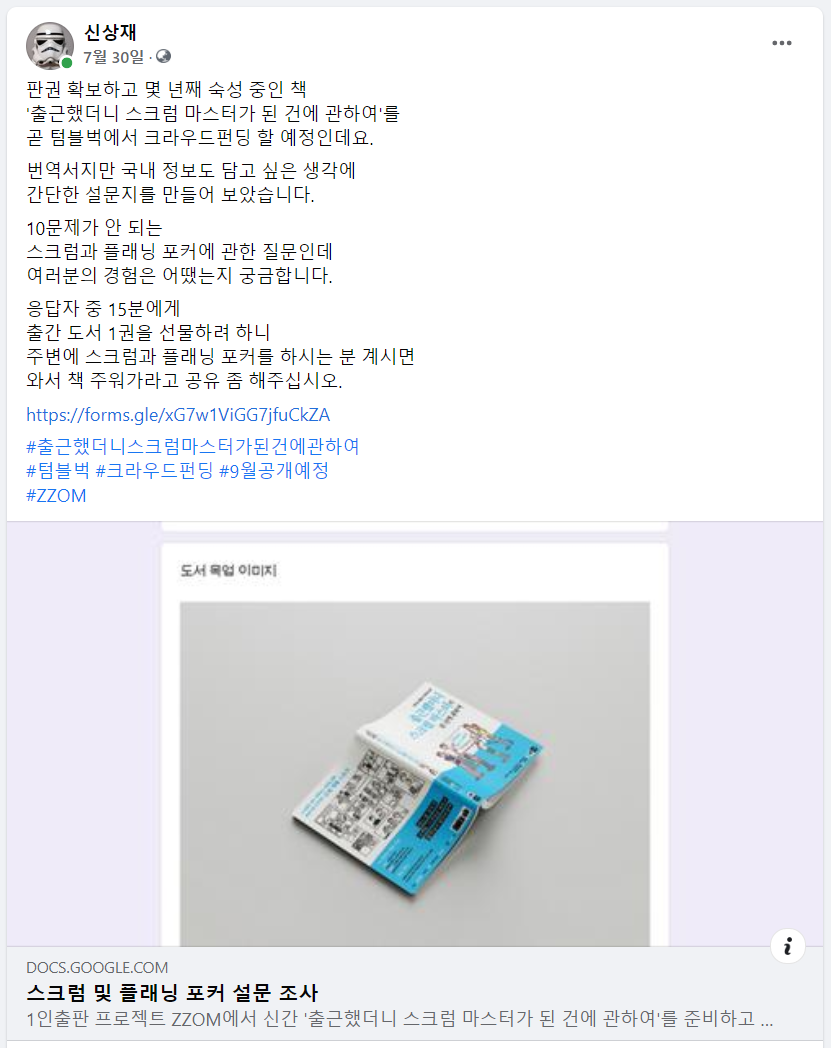 신상재
7월 30일 ·
판권 확보하고 몇 년째 숙성 중인 책
'출근했더니 스크럼 마스터가 된 건에 관하여'를
곧 텀블벅에서 크라우드펀딩 할 예정인데요.
번역서지만 국내 정보도 담고 싶은 생각에
간단한 설문지를 만들어 보았습니다.
10문제가 안 되는
스크럼과 플래닝 포커에 관한 질문인데
여러분의 경험은 어땠는지 궁금합니다.
응답자 중 15분에게
출간 도서 1권을 선물하려 하니
주변에 스크럼과 플래닝 포커를 하시는 분 계시면
와서 책 주워가라고 공유 좀 해주십시오.
https://forms.gle/xG7w1ViGG7jfuCkZA
#출근했더니스크럼마스터가된건에관하여
#텀블벅 #크라우드펀딩 #9월공개예정
#ZZOM
도서 목업 이미지
출근했더니
스크럼 마스터가
DOCS.GOOGLE.COM
스크럼 및 플래닝 포커 설문 조사
1인출판 프로젝트 ZZOM에서 신간 '출근했더니 스크럼 마스터가 된 건에 관하여'를 준비하고 ...